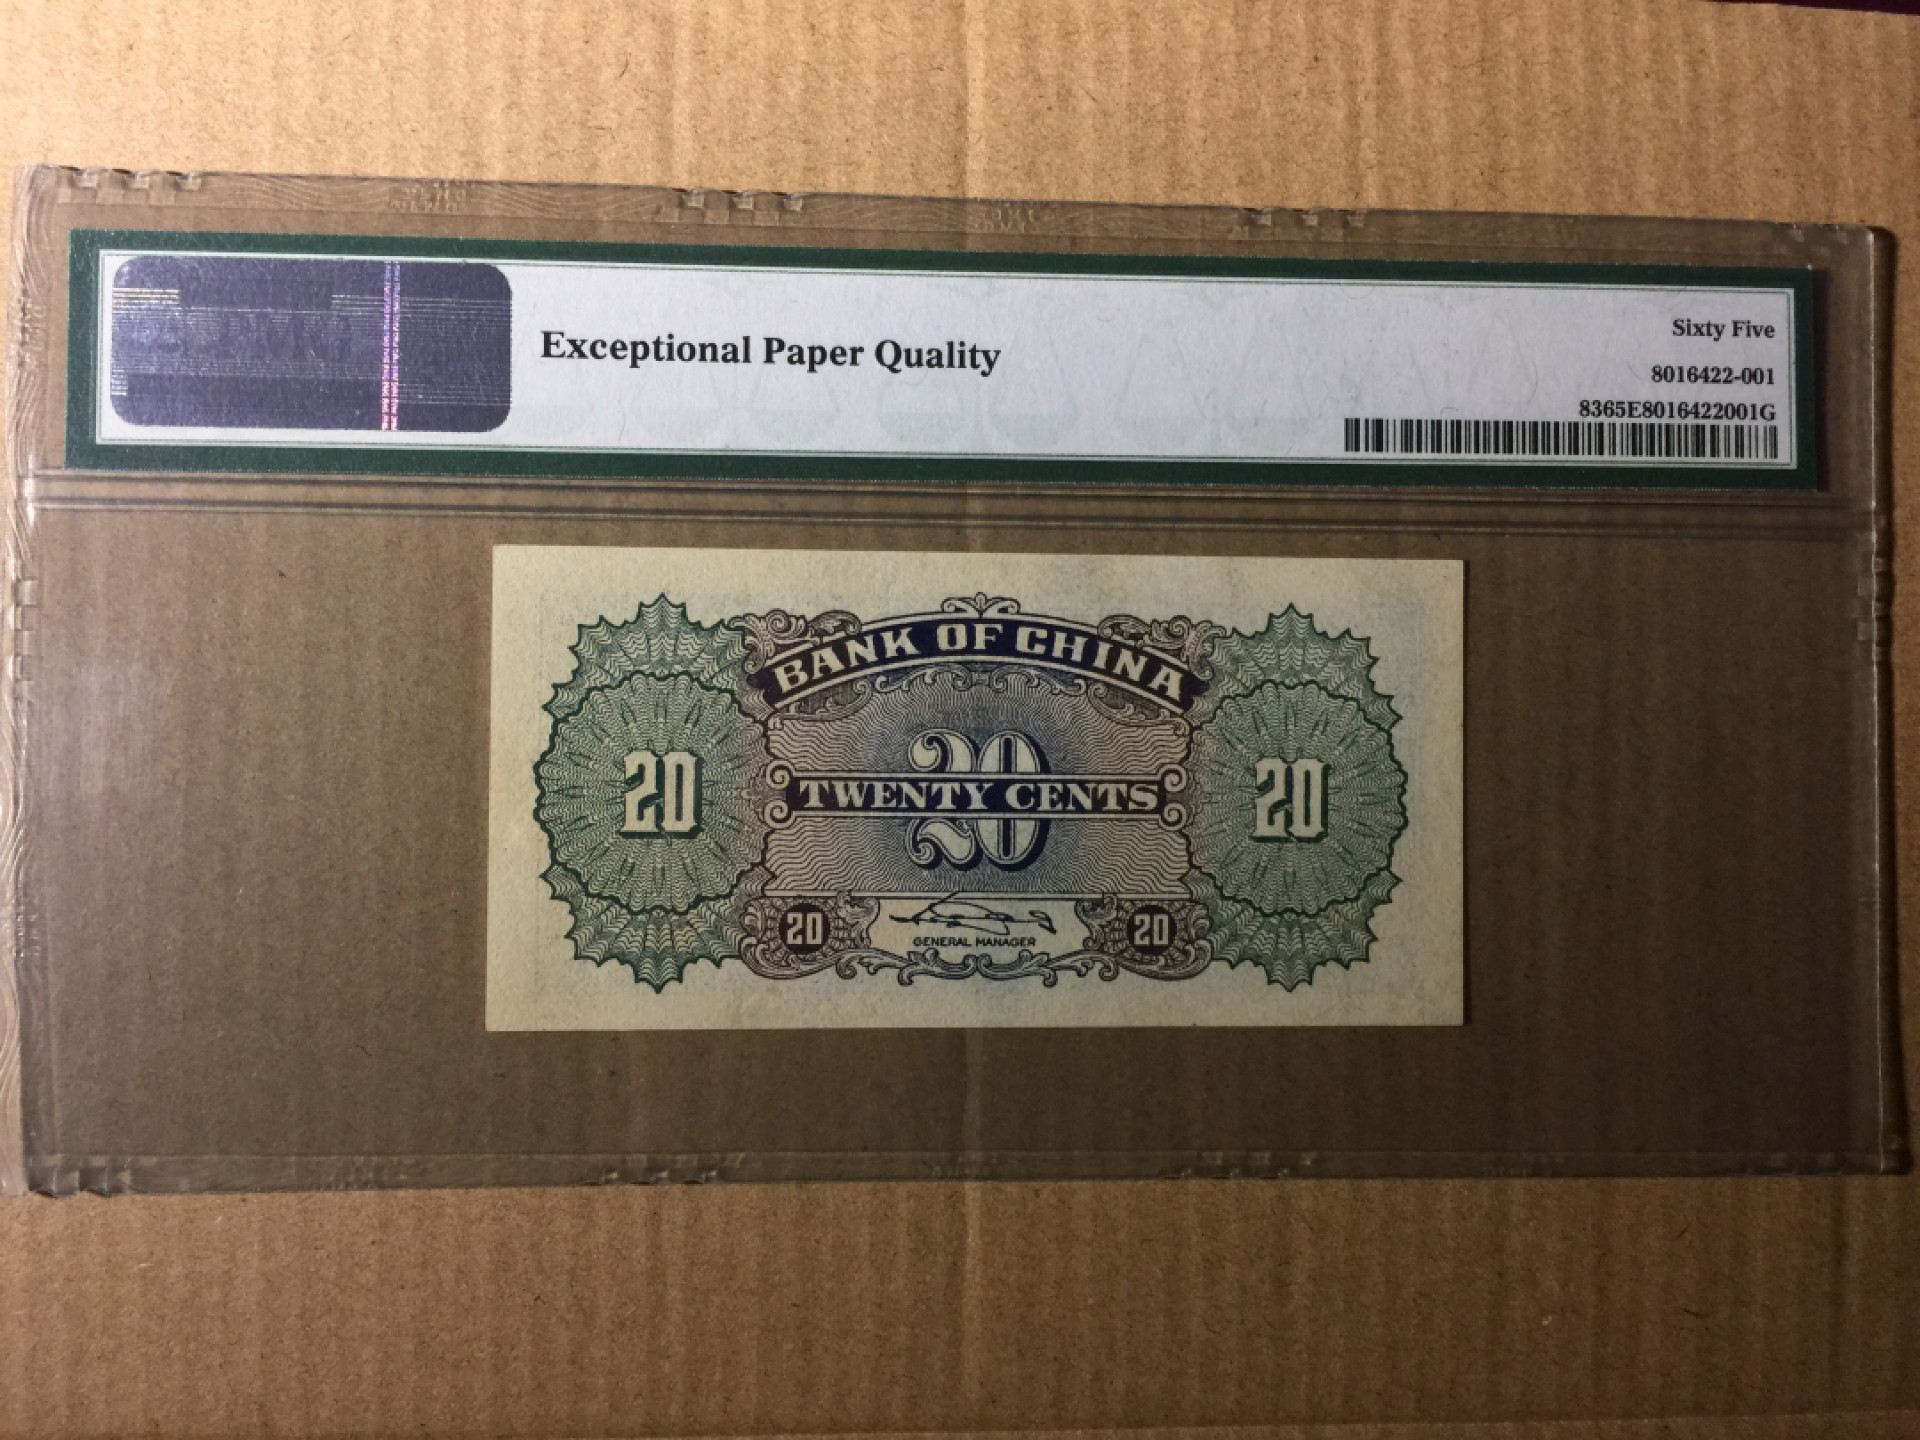 Exceptional Paper Quality
Sixty Five
8016422-001
8365E8016422001G
BANK OF CHINA
20
TWENTY CENTS
20
20
20
20
GENERAL MANAGER